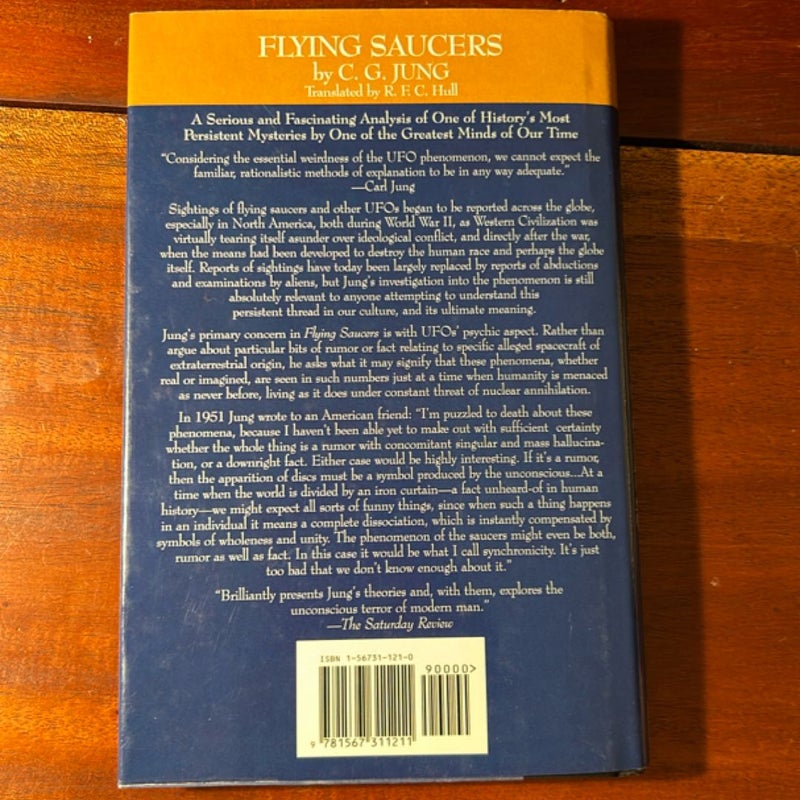 FLYING SAUCERS
by C. G. JUNG
Translated by R. F. C. Hull
A Serious and Fascinating Analysis of One of History's Most
Persistent Mysteries by One of the Greatest Minds of Our Time
"Considering the essential weirdness of the UFO phenomenon, we cannot expect the
familiar, rationalistic methods of explanation to be in any way adequate."
—Carl Jung
Sightings of flying saucers and other UFOs began to be reported across the globe,
especially in North America, both during World War II, as Western Civilization was
virtually tearing itself asunder over ideological conflict, and directly after the war,
when the means had been developed to destroy the human race and perhaps the globe
itself. Reports of sightings have today been largely replaced by reports of abductions
and examinations by aliens, but Jung's investigation into the phenomenon is still
absolutely relevant to anyone attempting to understand this
persistent thread in our culture, and its ultimate meaning.
Jung's primary concern in Flying Saucers is with UFOs' psychic aspect. Rather than
argue about particular bits of rumor or fact relating to specific alleged spacecraft of
extraterrestrial origin, he asks what it may signify that these phenomena, whether
real or imagined, are seen in such numbers just at a time when humanity is menaced
as never before, living as it does under constant threat of nuclear annihilation.
In 1951 Jung wrote to an American friend: "I'm puzzled to death about these
phenomena, because I haven't been able yet to make out with sufficient certainty
whether the whole thing is a rumor with concomitant singular and mass hallucina-
tion, or a downright fact. Either case would be highly interesting. If it's a rumor,
then the apparition of discs must be a symbol produced by the unconscious...At a
time when the world is divided by an iron curtain—a fact unheard-of in human
history—we might expect all sorts of funny things, since when such a thing happens
in an individual it means a complete dissociation, which is instantly compensated by
symbols of wholeness and unity. The phenomenon of the saucers might even be both,
rumor as well as fact. In this case it would be what I call synchronicity. It's just
too bad that we don't know enough about it."
"Brilliantly presents Jung's theories and, with them, explores the
unconscious terror of modern man."
—The Saturday Review
ISBN 1-56731-121-0
90000>
9 781567 311211